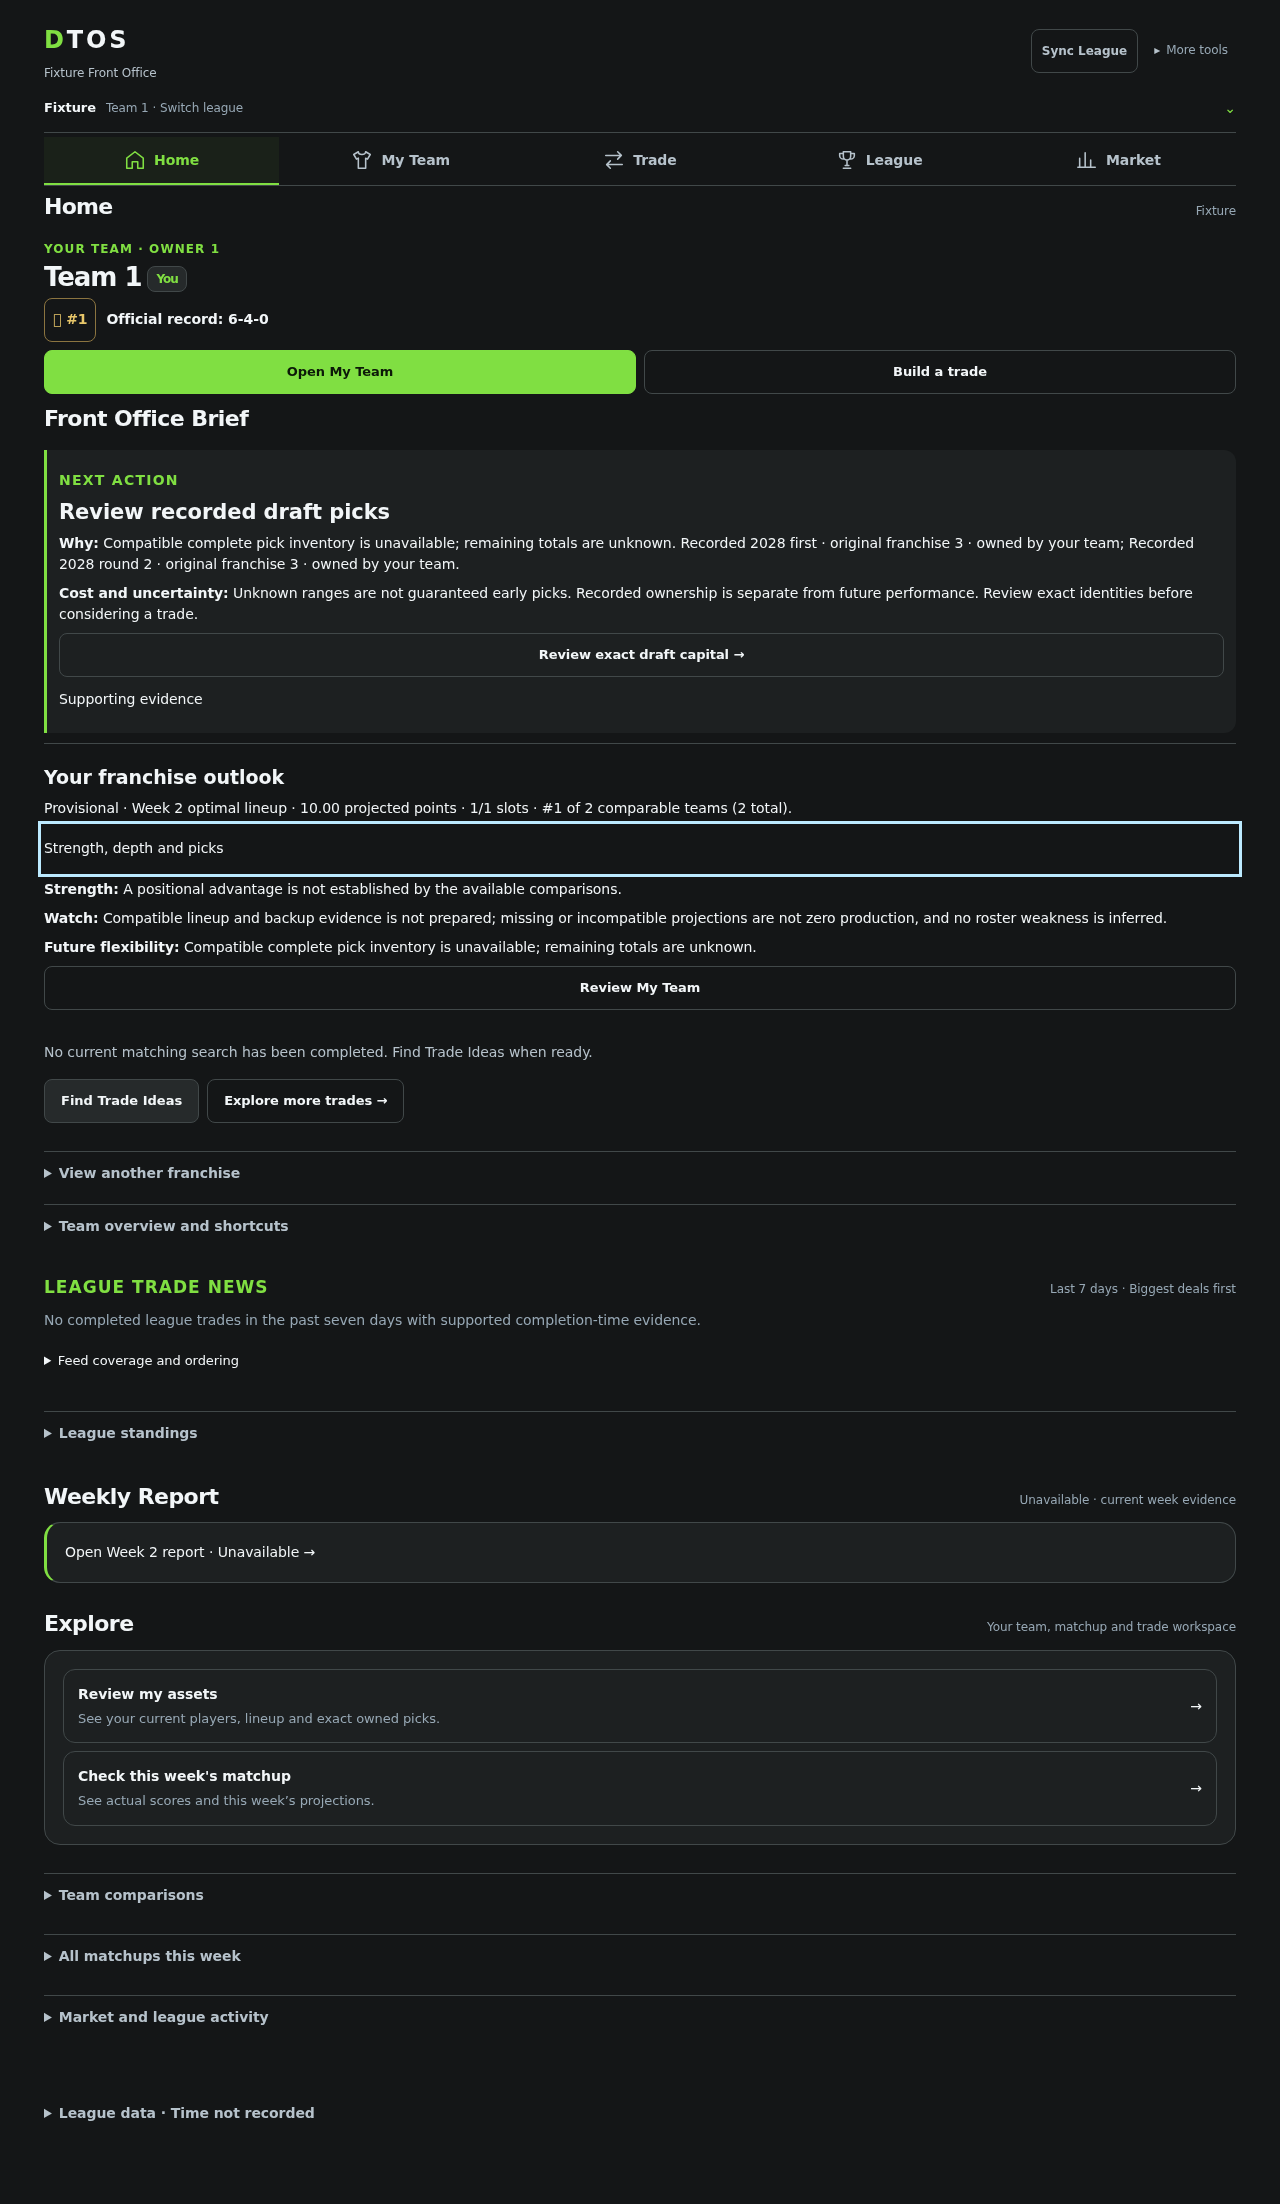 DTOS
Fixture Front Office
Sync League
▸ More tools
Fixture Team 1 · Switch league
Home
My Team
Trade
League
Market
Home
Fixture
YOUR TEAM · OWNER 1
Team 1 You
#1 Official record: 6-4-0
Open My Team
Build a trade
Front Office Brief
NEXT ACTION
Review recorded draft picks
Why: Compatible complete pick inventory is unavailable; remaining totals are unknown. Recorded 2028 first · original franchise 3 · owned by your team; Recorded
2028 round 2 · original franchise 3 · owned by your team.
Cost and uncertainty: Unknown ranges are not guaranteed early picks. Recorded ownership is separate from future performance. Review exact identities before
considering a trade.
Review exact draft capital →
Supporting evidence
Your franchise outlook
Provisional · Week 2 optimal lineup · 10.00 projected points · 1/1 slots · #1 of 2 comparable teams (2 total).
Strength, depth and picks
Strength: A positional advantage is not established by the available comparisons.
Watch: Compatible lineup and backup evidence is not prepared; missing or incompatible projections are not zero production, and no roster weakness is inferred.
Future flexibility: Compatible complete pick inventory is unavailable; remaining totals are unknown.
Review My Team
No current matching search has been completed. Find Trade Ideas when ready.
Find Trade Ideas
Explore more trades →
▶ View another franchise
▶ Team overview and shortcuts
LEAGUE TRADE NEWS
Last 7 days · Biggest deals first
No completed league trades in the past seven days with supported completion-time evidence.
▶ Feed coverage and ordering
▶ League standings
Weekly Report
Unavailable · current week evidence
Open Week 2 report · Unavailable →
Explore
Your team, matchup and trade workspace
Review my assets
See your current players, lineup and exact owned picks.
→
Check this week's matchup
See actual scores and this week’s projections.
→
▶ Team comparisons
▶ All matchups this week
▶ Market and league activity
▶ League data · Time not recorded